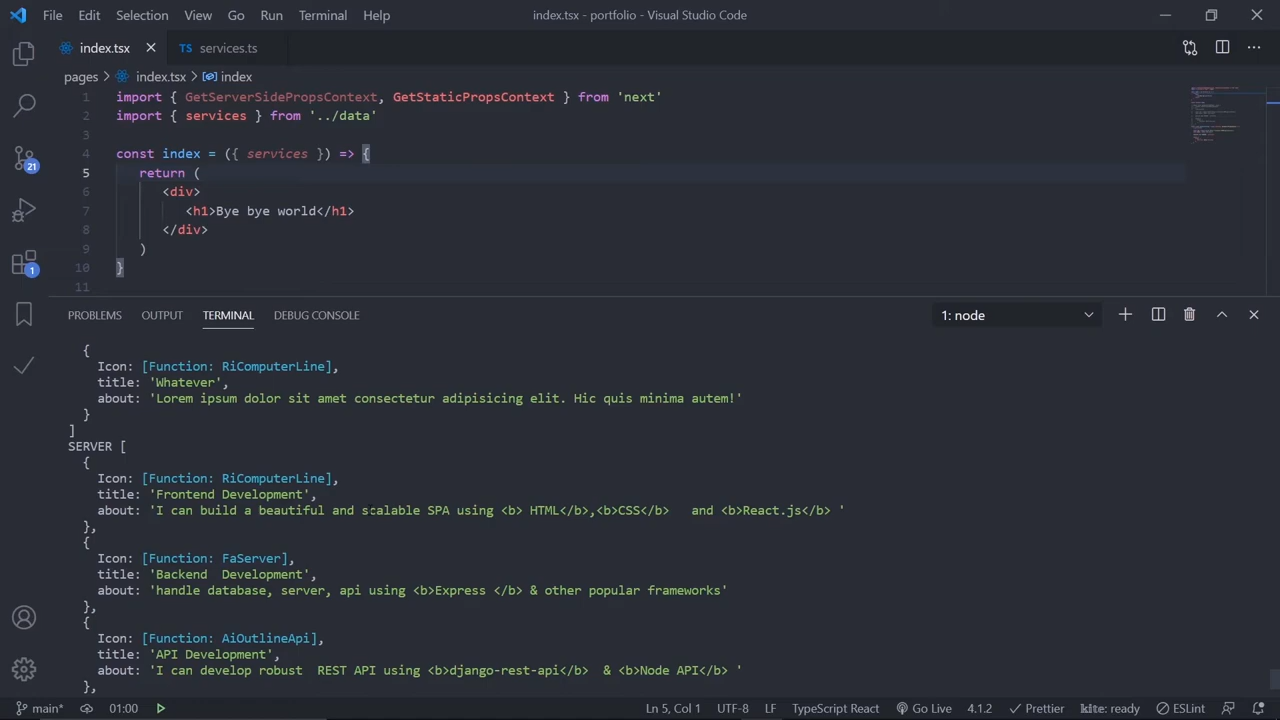 File Edit Selection View Go Run Terminal Help index.tsx - portfolio - Visual Studio Code
index.tsx TS services.ts
pages index.tsx index
1 import { GetServerSidePropsContext, GetStaticPropsContext } from 'next'
2 import { services } from '../data'
3
4 const index = ({ services }) => {
5 return (
6 <div>
7 <h1>Bye bye world</h1>
8 </div>
9 )
10 }
11
21
1
PROBLEMS OUTPUT TERMINAL DEBUG CONSOLE 1: node
{
Icon: [Function: RiComputerLine],
title: 'Whatever',
about: 'Lorem ipsum dolor sit amet consectetur adipisicing elit. Hic quis minima autem!'
}
]
SERVER [
{
Icon: [Function: RiComputerLine],
title: 'Frontend Development',
about: 'I can build a beautiful and scalable SPA using <b> HTML</b>,<b>CSS</b>   and <b>React.js</b> '
},
{
Icon: [Function: FaServer],
title: 'Backend  Development',
about: 'handle database, server, api using <b>Express </b> & other popular frameworks'
},
{
Icon: [Function: AiOutlineApi],
title: 'API Development',
about: 'I can develop robust  REST API using <b>django-rest-api</b>  & <b>Node API</b> '
},
main* 01:00 Ln 5, Col 1 UTF-8 LF TypeScript React Go Live 4.1.2 Prettier kite: ready ESLint